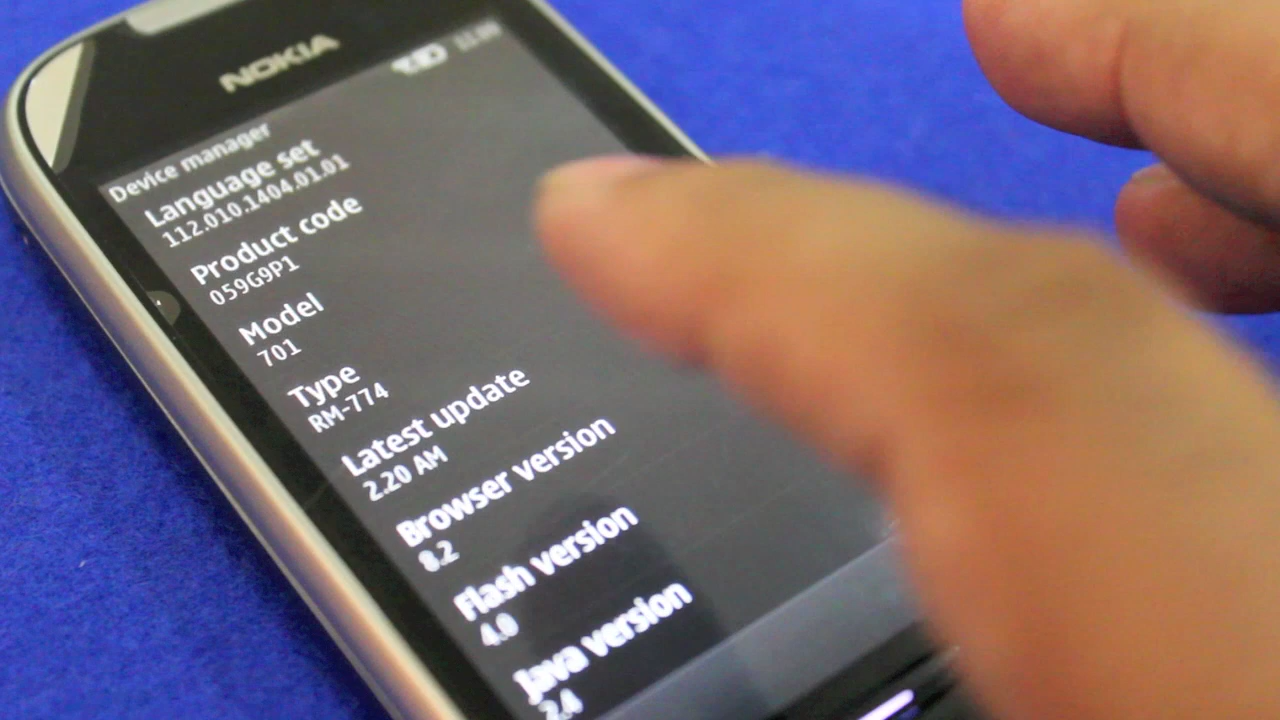 NOKIA
Device manager
Language set
112.010.1404.01.01
Product code
059G9P1
Model
701
Type
RM-774
Latest update
2.20 AM
Browser version
8.2
Flash version
4.0
Java version
2.4